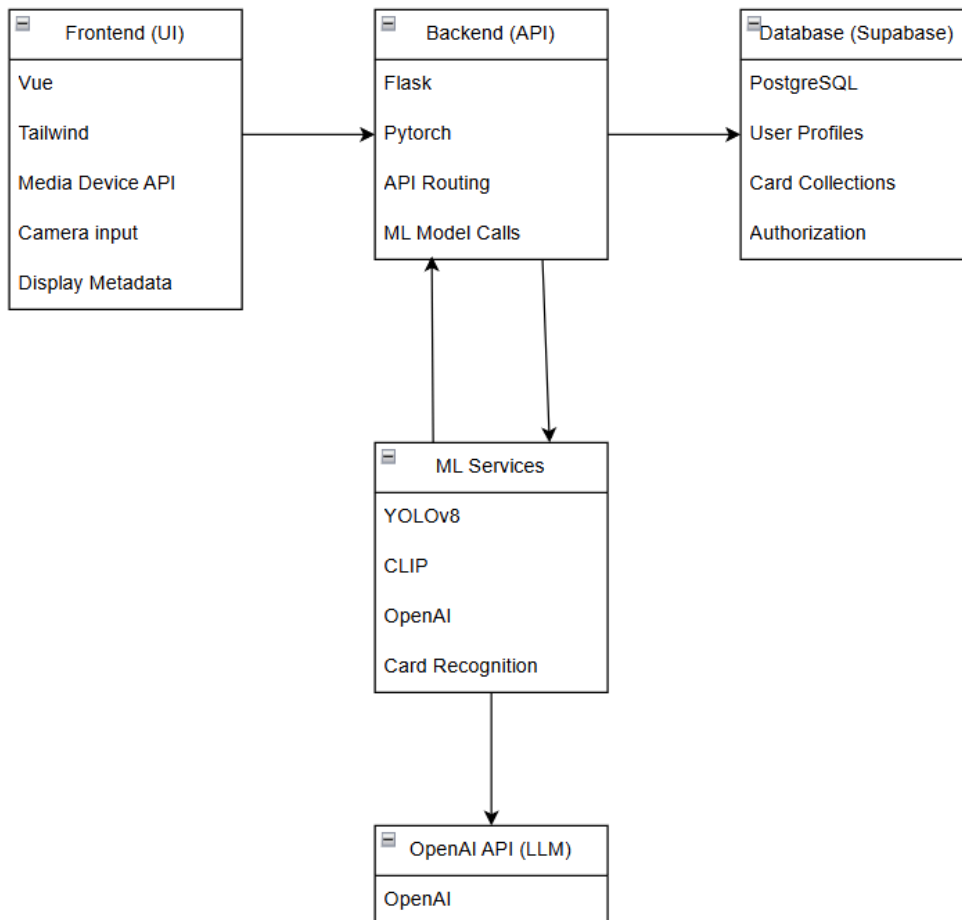 Frontend (UI)
Vue
Tailwind
Media Device API
Camera input
Display Metadata
Backend (API)
Flask
Pytorch
API Routing
ML Model Calls
Database (Supabase)
PostgreSQL
User Profiles
Card Collections
Authorization
ML Services
YOLOv8
CLIP
OpenAI
Card Recognition
OpenAI API (LLM)
OpenAI